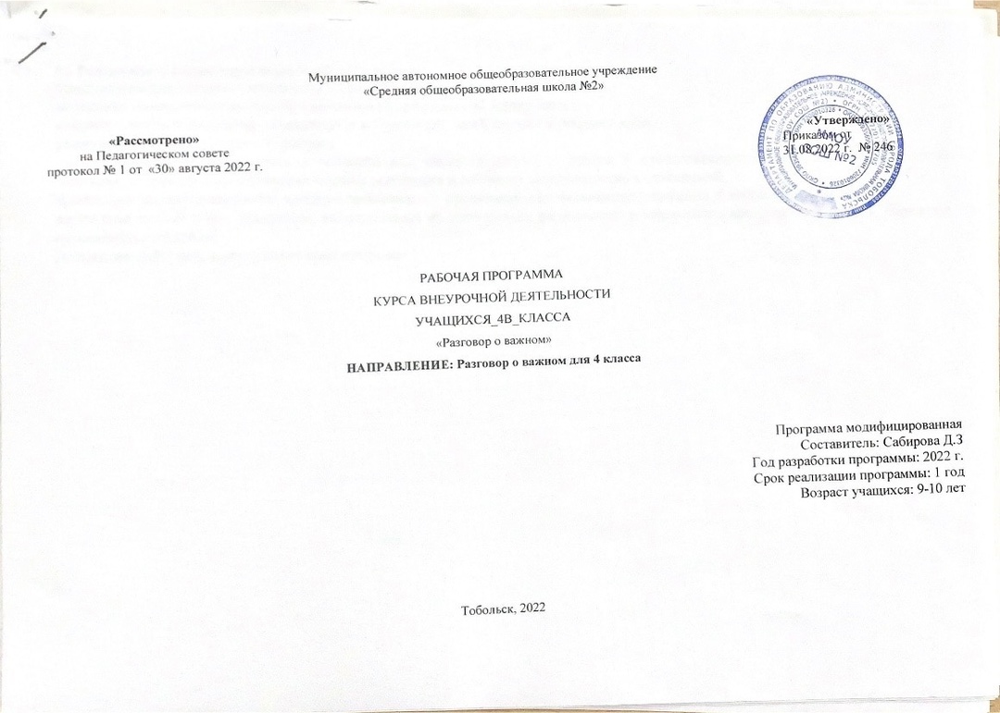 Муниципальное автономное общеобразовательное учреждение
«Средняя общеобразовательная школа №2»
«Рассмотрено»
на Педагогическом совете
протокол № 1 от «30» августа 2022 г.
«Утверждено»
Приказом от
31.08.2022 г. № 246
МАОУ
СОШ №2
РАБОЧАЯ ПРОГРАММА
КУРСА ВНЕУРОЧНОЙ ДЕЯТЕЛЬНОСТИ
УЧАЩИХСЯ_4В_КЛАССА
«Разговор о важном»
НАПРАВЛЕНИЕ: Разговор о важном для 4 класса
Программа модифицированная
Составитель: Сабирова Д.З
Год разработки программы: 2022 г.
Срок реализации программы: 1 год
Возраст учащихся: 9-10 лет
Тобольск, 2022